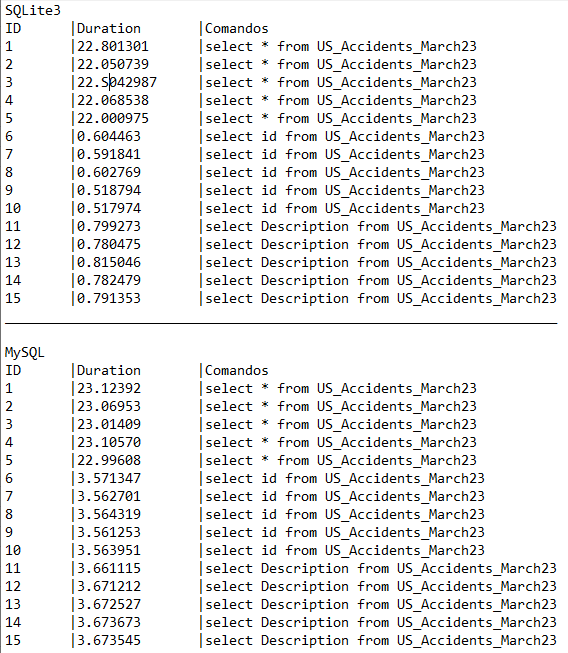 SQLite3
ID |Duration |Comandos
1 |22.801301 |select * from US_Accidents_March23
2 |22.050739 |select * from US_Accidents_March23
3 |22.5042987 |select * from US_Accidents_March23
4 |22.068538 |select * from US_Accidents_March23
5 |22.000975 |select * from US_Accidents_March23
6 |0.604463 |select id from US_Accidents_March23
7 |0.591841 |select id from US_Accidents_March23
8 |0.602769 |select id from US_Accidents_March23
9 |0.518794 |select id from US_Accidents_March23
10 |0.517974 |select id from US_Accidents_March23
11 |0.799273 |select Description from US_Accidents_March23
12 |0.780475 |select Description from US_Accidents_March23
13 |0.815046 |select Description from US_Accidents_March23
14 |0.782479 |select Description from US_Accidents_March23
15 |0.791353 |select Description from US_Accidents_March23
MySQL
ID |Duration |Comandos
1 |23.12392 |select * from US_Accidents_March23
2 |23.06953 |select * from US_Accidents_March23
3 |23.01409 |select * from US_Accidents_March23
4 |23.10570 |select * from US_Accidents_March23
5 |22.99608 |select * from US_Accidents_March23
6 |3.571347 |select id from US_Accidents_March23
7 |3.562701 |select id from US_Accidents_March23
8 |3.564319 |select id from US_Accidents_March23
9 |3.561253 |select id from US_Accidents_March23
10 |3.563951 |select id from US_Accidents_March23
11 |3.661115 |select Description from US_Accidents_March23
12 |3.671212 |select Description from US_Accidents_March23
13 |3.672527 |select Description from US_Accidents_March23
14 |3.673673 |select Description from US_Accidents_March23
15 |3.673545 |select Description from US_Accidents_March23